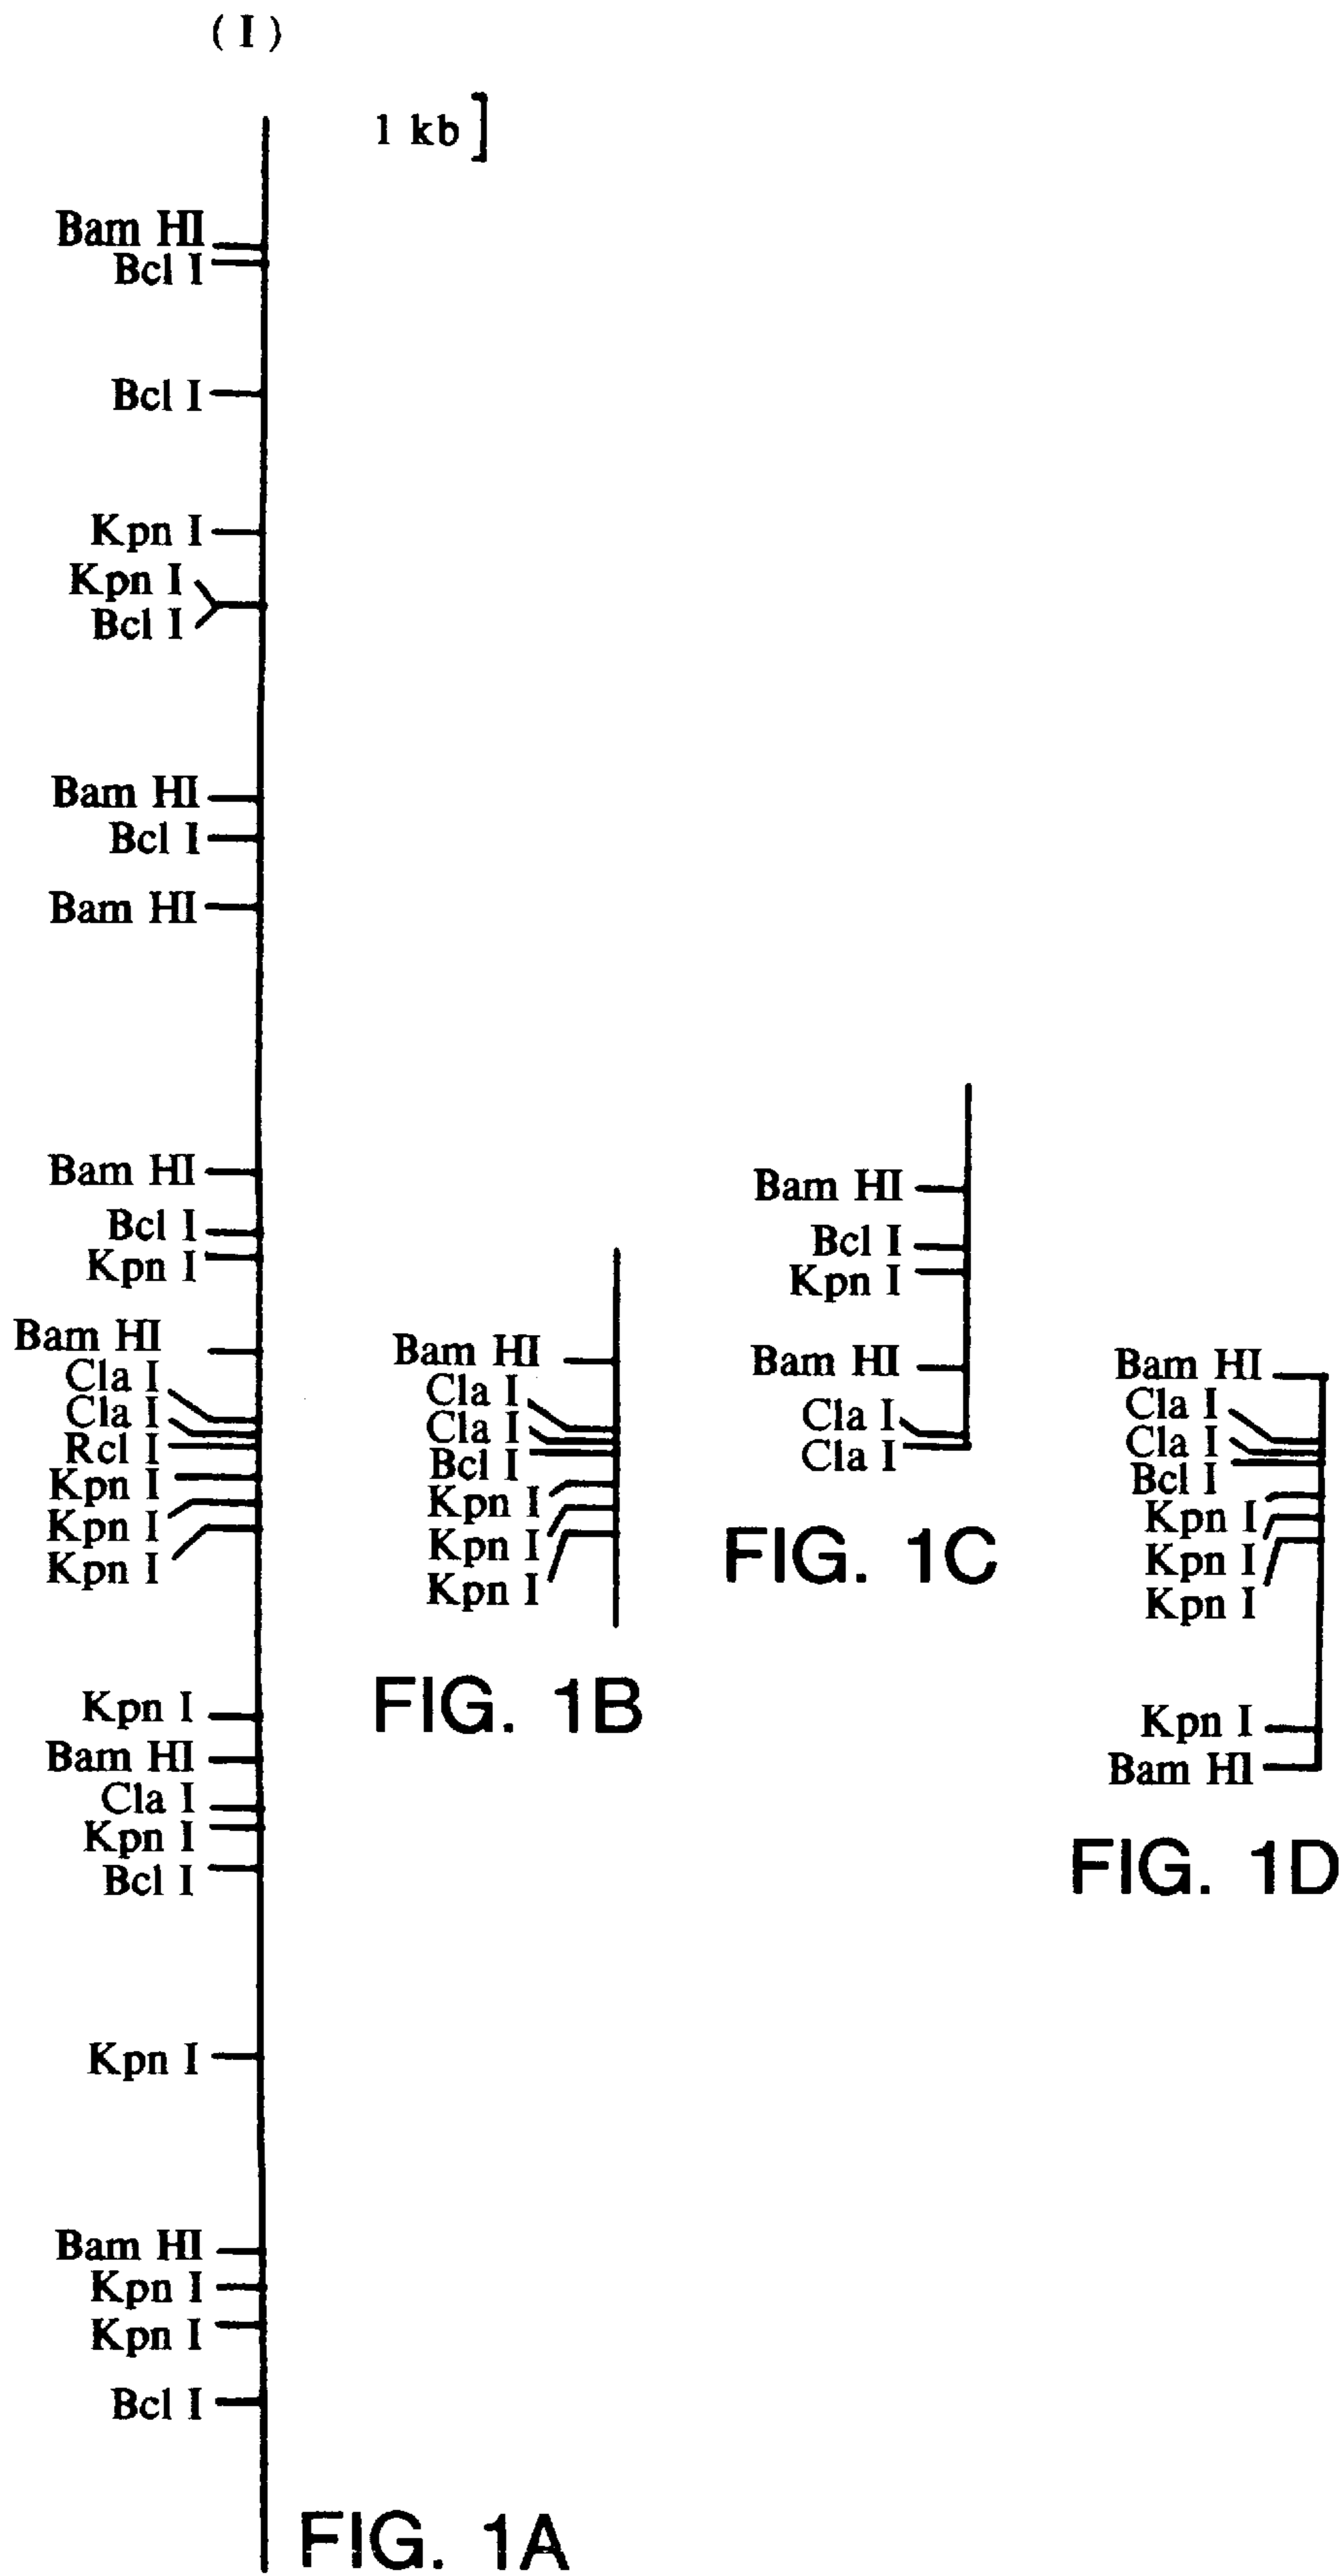 ( I )
1 kb
Bam HI
Bcl I
Bcl I
Kpn I
Kpn I
Bcl I
Bam HI
Bcl I
Bam HI
Bam HI
Bcl I
Kpn I
Bam HI
Cla I
Cla I
Rcl I
Kpn I
Kpn I
Kpn I
Kpn I
Bam HI
Cla I
Kpn I
Bcl I
Kpn I
Bam HI
Kpn I
Kpn I
Bcl I
FIG. 1A
Bam HI
Cla I
Cla I
Bcl I
Kpn I
Kpn I
Kpn I
FIG. 1B
Bam HI
Bcl I
Kpn I
Bam HI
Cla I
Cla I
FIG. 1C
Bam HI
Cla I
Cla I
Bcl I
Kpn I
Kpn I
Kpn I
Kpn I
Bam HI
FIG. 1D